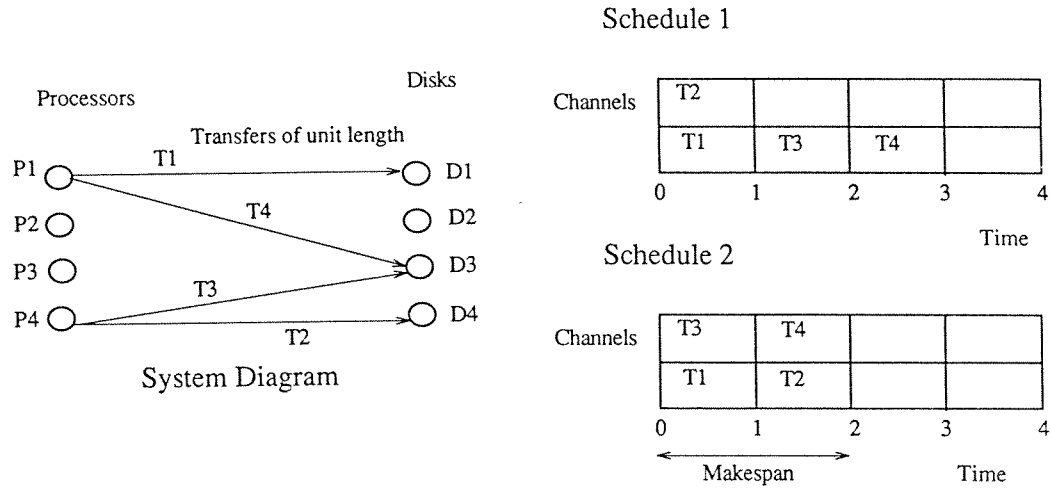 Schedule 1
Processors
Disks
Transfers of unit length
P1
T1
D1
P2
T4
D2
P3
D3
T3
P4
T2
D4
System Diagram
Channels
T2
T1 T3 T4
0 1 2 3 4
Time
Schedule 2
Channels
T3 T4
T1 T2
0 1 2 3 4
Makespan
Time